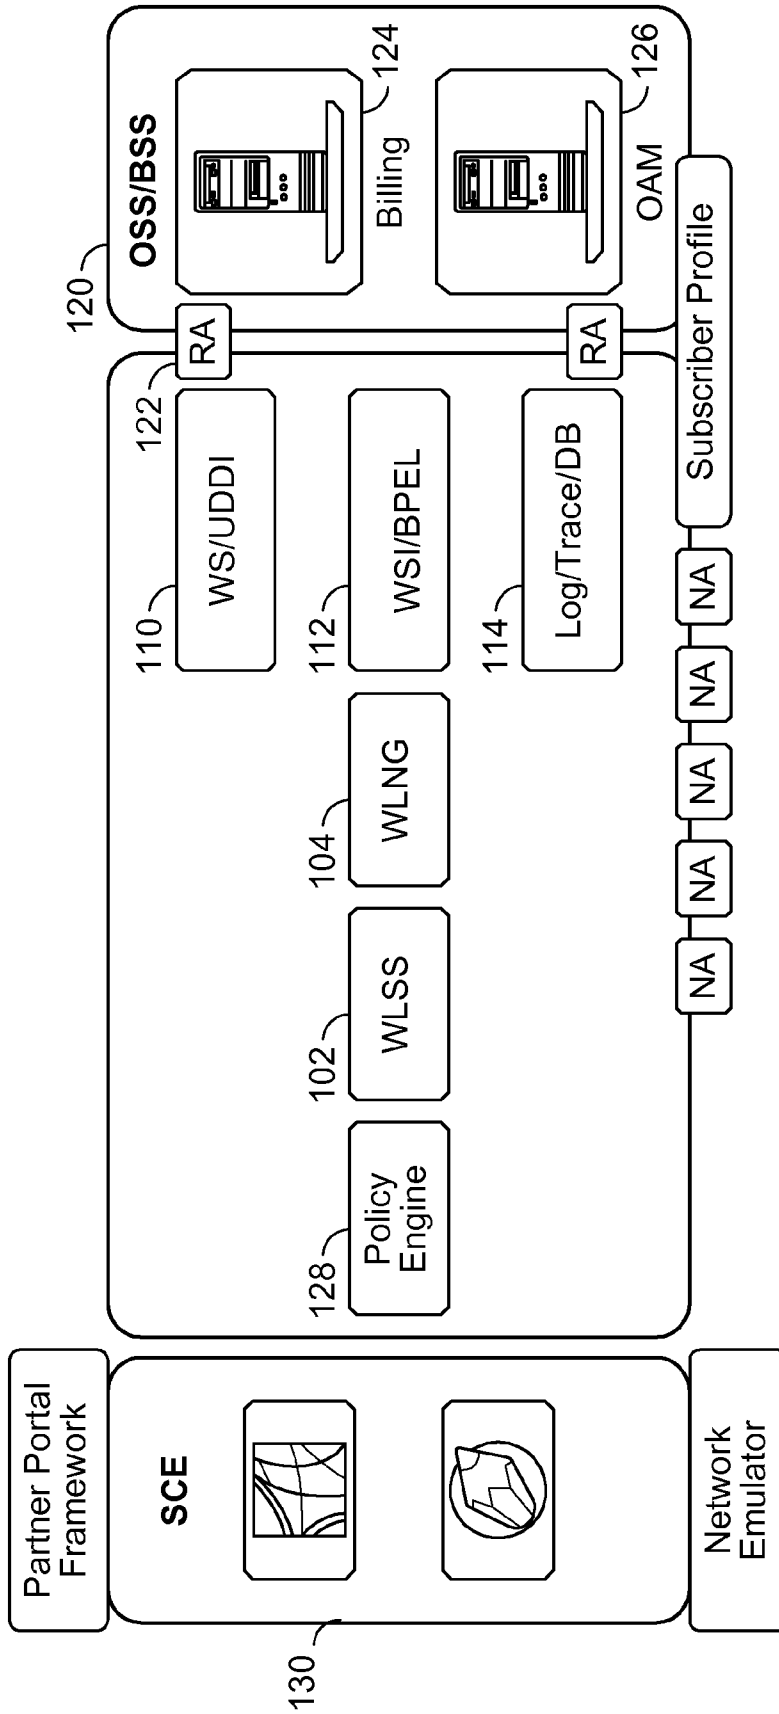 Partner Portal
Framework
SCE
130
Network
Emulator
128
Policy
Engine
102
WLSS
104
WLNG
110
WS/UDDI
112
WSI/BPEL
114
Log/Trace/DB
122
RA
RA
120
OSS/BSS
124
Billing
126
OAM
NA
NA
NA
NA
NA
Subscriber Profile